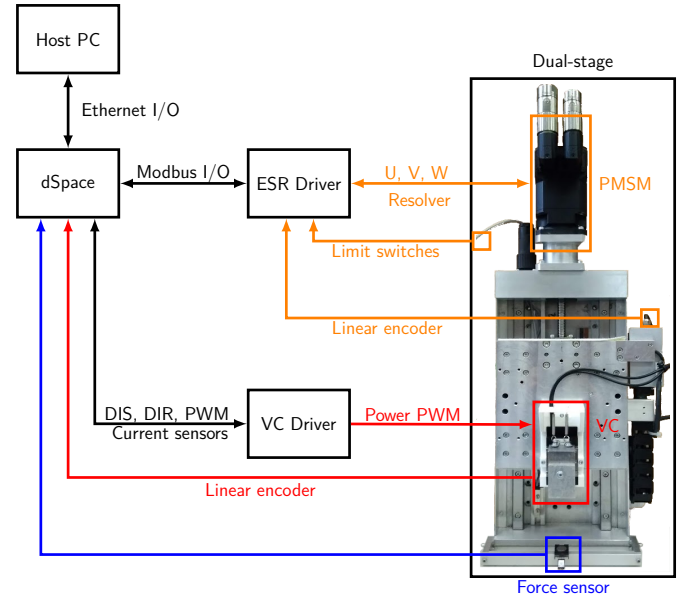 Host PC
Dual-stage
Ethernet I/O
dSpace
Modbus I/O
ESR Driver
U, V, W
Resolver
PMSM
Limit switches
Linear encoder
DIS, DIR, PWM
Current sensors
VC Driver
Power PWM
VC
Linear encoder
Force sensor